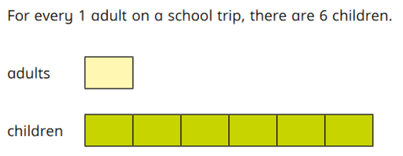 For every 1 adult on a school trip, there are 6 children.
adults
children